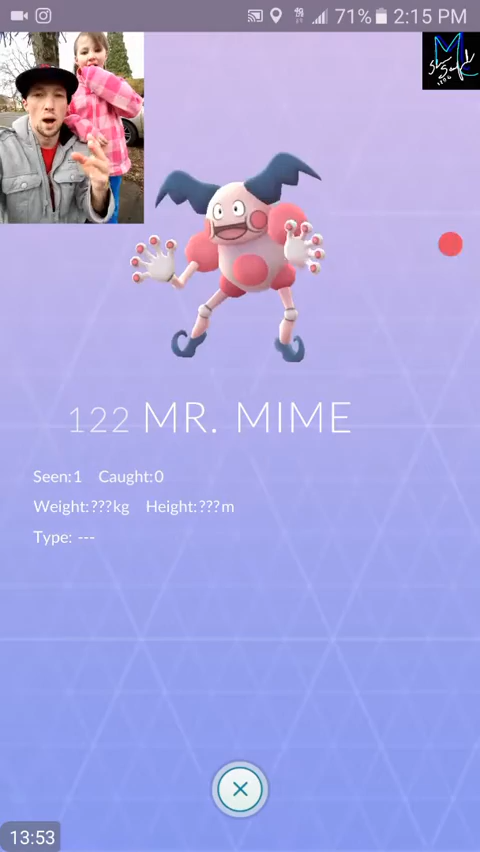 71% 2:15 PM
122 MR. MIME
Seen:1 Caught:0
Weight:???kg Height:???m
Type: ---
13:53